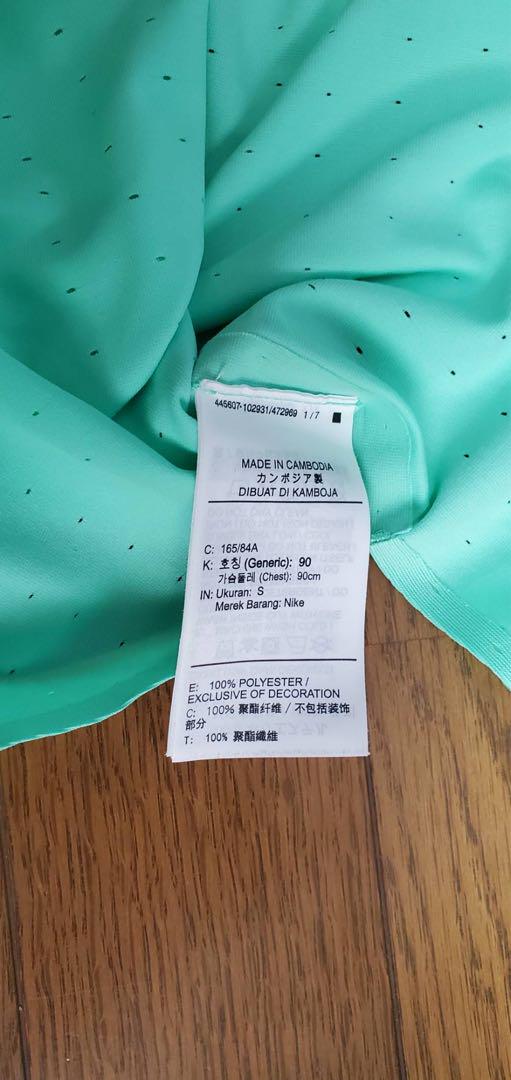 445607-102931/472969 1/7
MADE IN CAMBODIA
カンボジア製
DIBUAT DI KAMBOJA
C: 165/84A
K: 호칭 (Generic): 90
가슴둘레 (Chest): 90cm
IN: Ukuran: S
Merek Barang: Nike
E: 100% POLYESTER /
EXCLUSIVE OF DECORATION
C: 100% 聚酯纤维 / 不包括装饰
部分
T: 100% 聚酯纖維